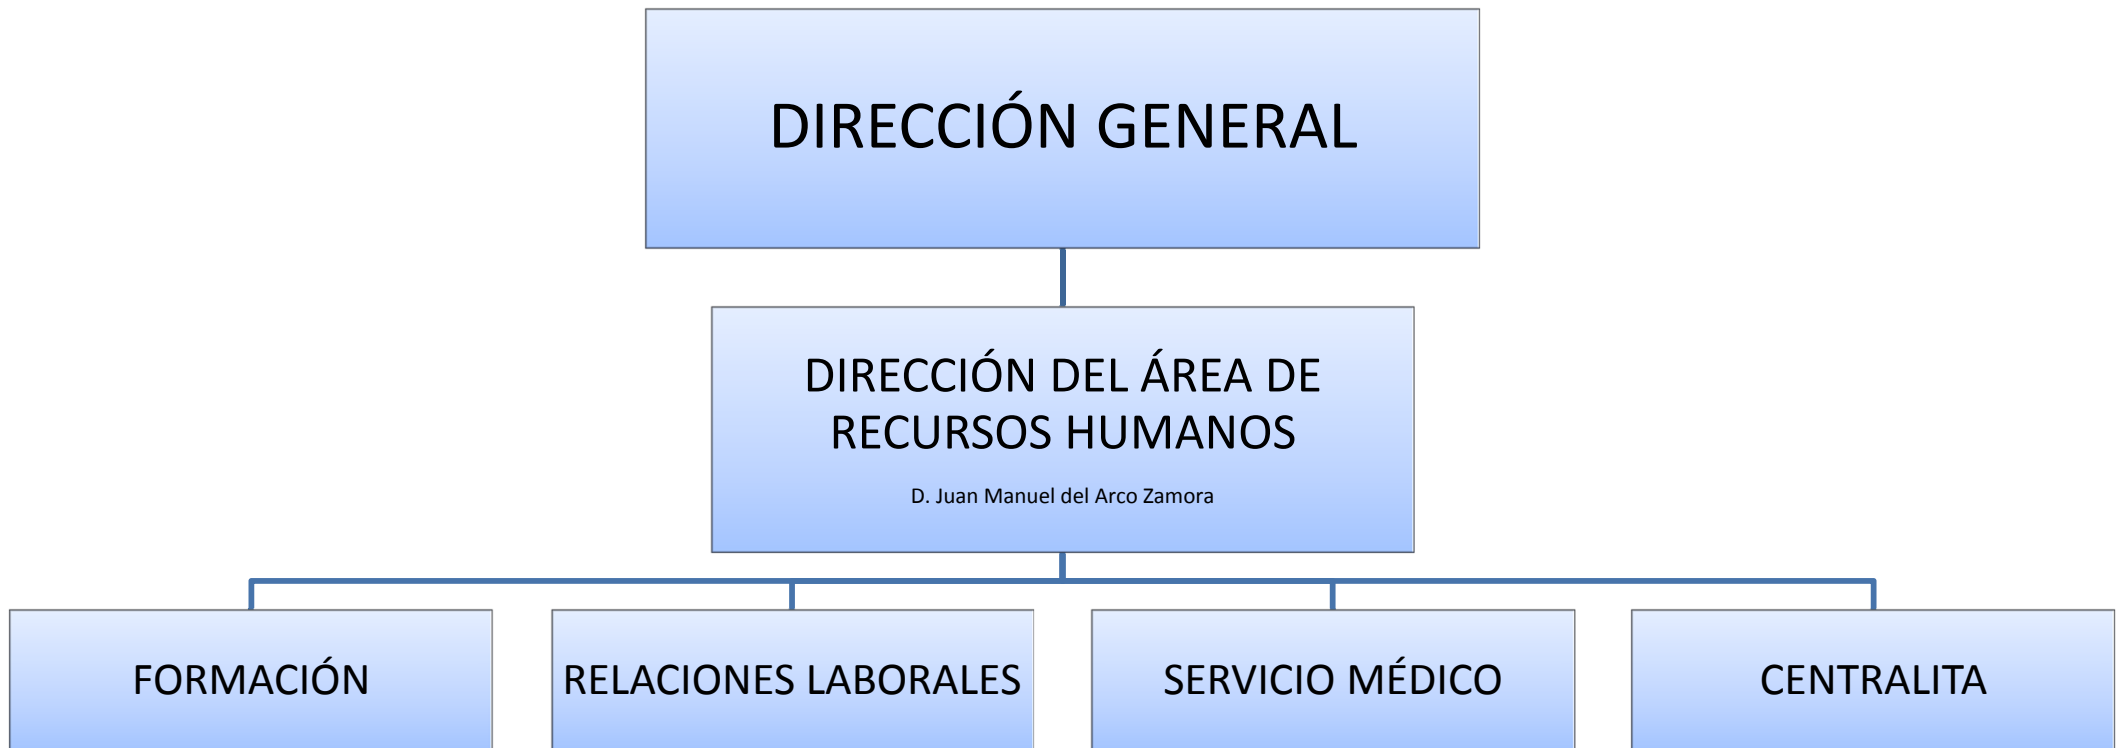 DIRECCIÓN GENERAL
DIRECCIÓN DEL ÁREA DE
RECURSOS HUMANOS
D. Juan Manuel del Arco Zamora
FORMACIÓN
RELACIONES LABORALES
SERVICIO MÉDICO
CENTRALITA